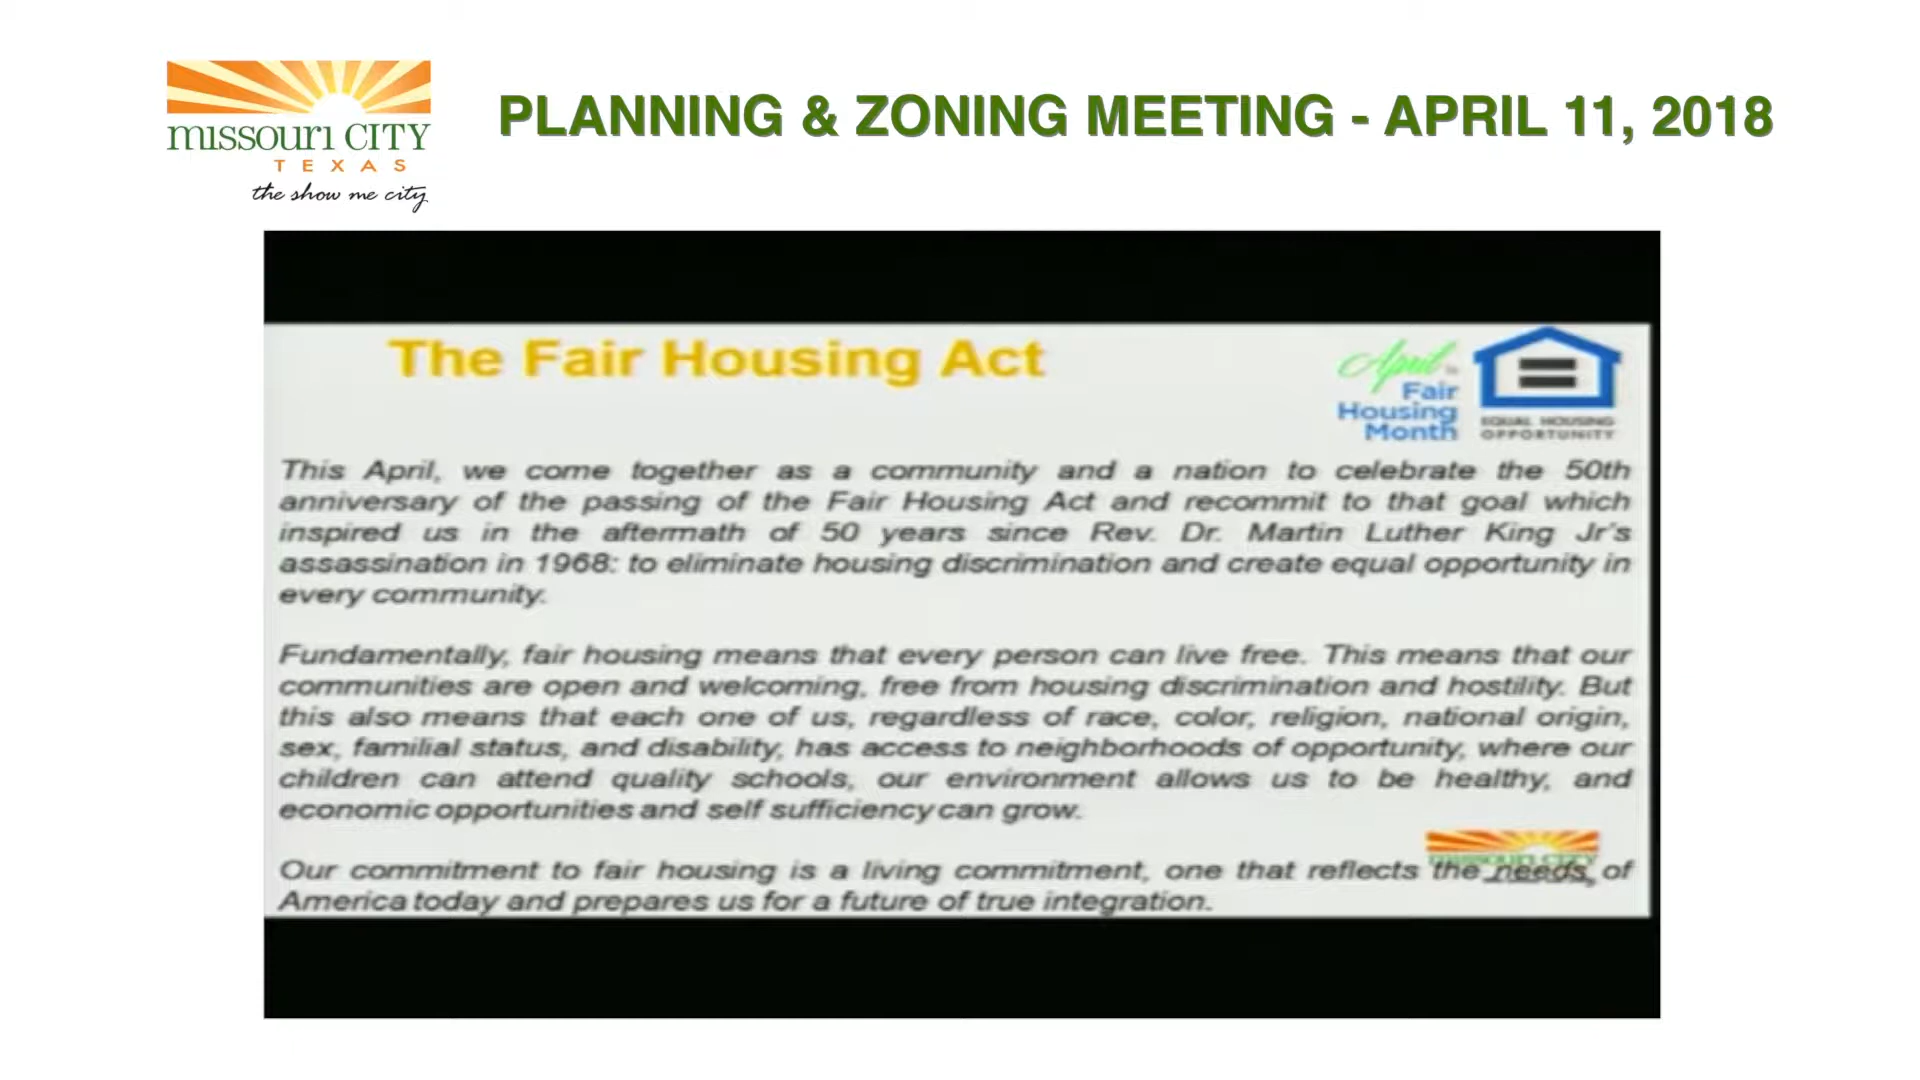 missouri CITY
TEXAS
the show me city
PLANNING & ZONING MEETING - APRIL 11, 2018
The Fair Housing Act
April is
Fair
Housing
Month
EQUAL HOUSING
OPPORTUNITY
This April, we come together as a community and a nation to celebrate the 50th
anniversary of the passing of the Fair Housing Act and recommit to that goal which
inspired us in the aftermath of 50 years since Rev. Dr. Martin Luther King Jr's
assassination in 1968: to eliminate housing discrimination and create equal opportunity in
every community.
Fundamentally, fair housing means that every person can live free. This means that our
communities are open and welcoming, free from housing discrimination and hostility. But
this also means that each one of us, regardless of race, color, religion, national origin,
sex, familial status, and disability, has access to neighborhoods of opportunity, where our
children can attend quality schools, our environment allows us to be healthy, and
economic opportunities and self sufficiency can grow.
missouri CITY
Our commitment to fair housing is a living commitment, one that reflects the needs of
America today and prepares us for a future of true integration.